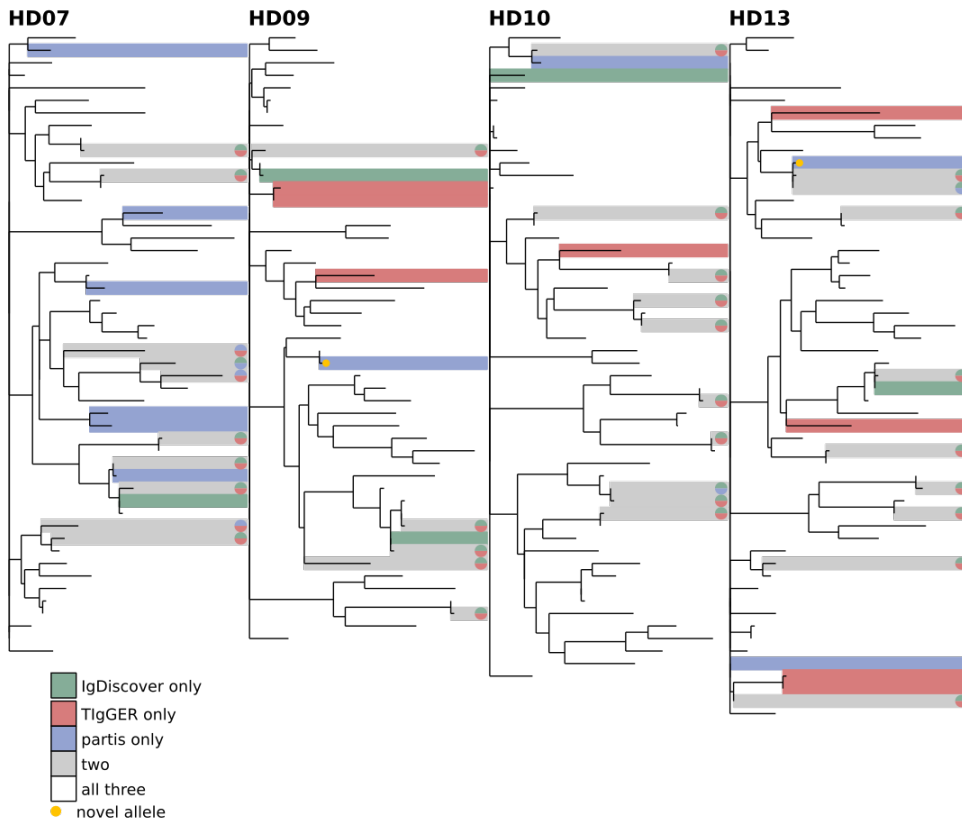 HD07
HD09
HD10
HD13
IgDiscover only
TIgGER only
partis only
two
all three
novel allele